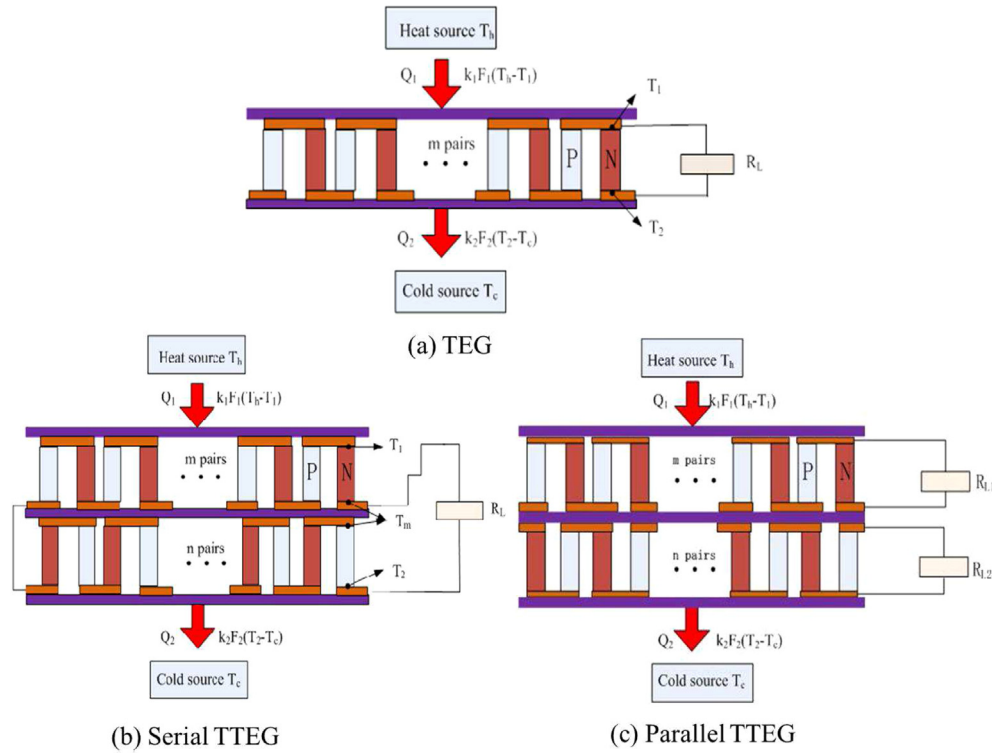 Heat source Th
Q1 k1F1(Th-T1)
T1
m pairs
P N
RL
T2
Q2 k2F2(T2-Tc)
Cold source Tc
(a) TEG
Heat source Th
Q1 k1F1(Th-T1)
T1
m pairs
P N
RL
Tm
n pairs
T2
Q2 k2F2(T2-Tc)
Cold source Tc
(b) Serial TTEG
Heat source Th
Q1 k1F1(Th-T1)
m pairs
P N
RL1
n pairs
RL2
Q2 k2F2(T2-Tc)
Cold source Tc
(c) Parallel TTEG